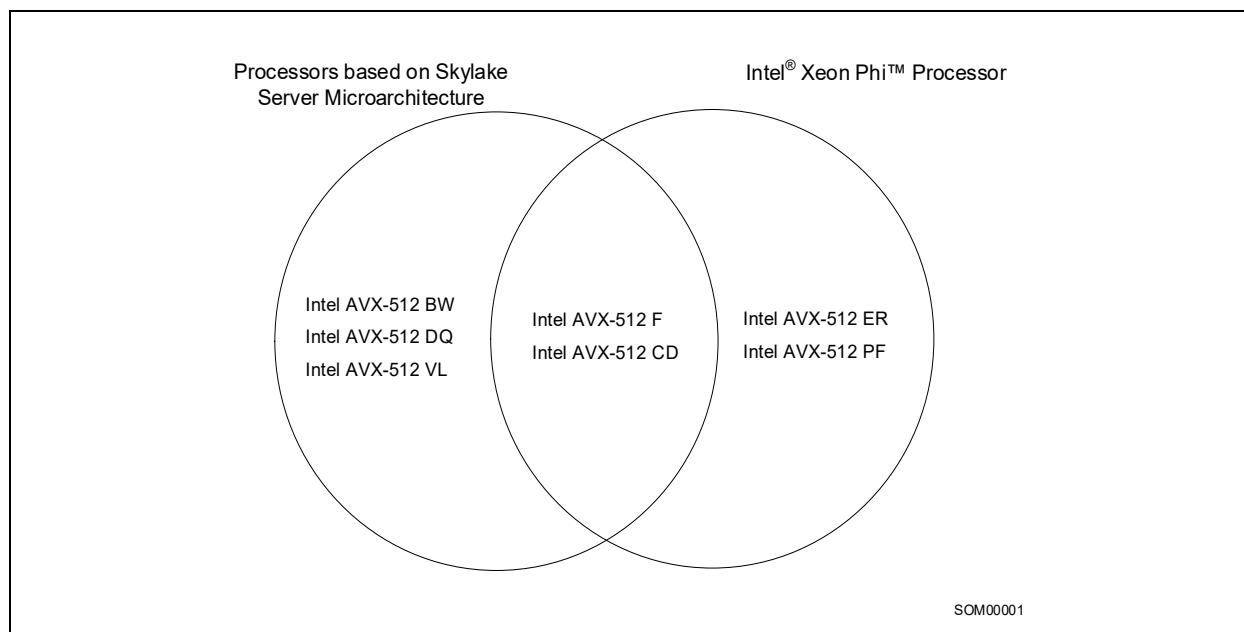 Processors based on Skylake
Server Microarchitecture
Intel® Xeon Phi™ Processor
Intel AVX-512 BW
Intel AVX-512 DQ
Intel AVX-512 VL
Intel AVX-512 F
Intel AVX-512 CD
Intel AVX-512 ER
Intel AVX-512 PF
SOM00001